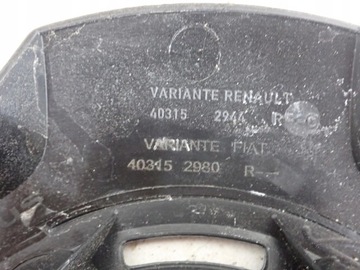 VARIANTE RENAULT
40315 2944
VARIANTE FIAT
40315 2980 R